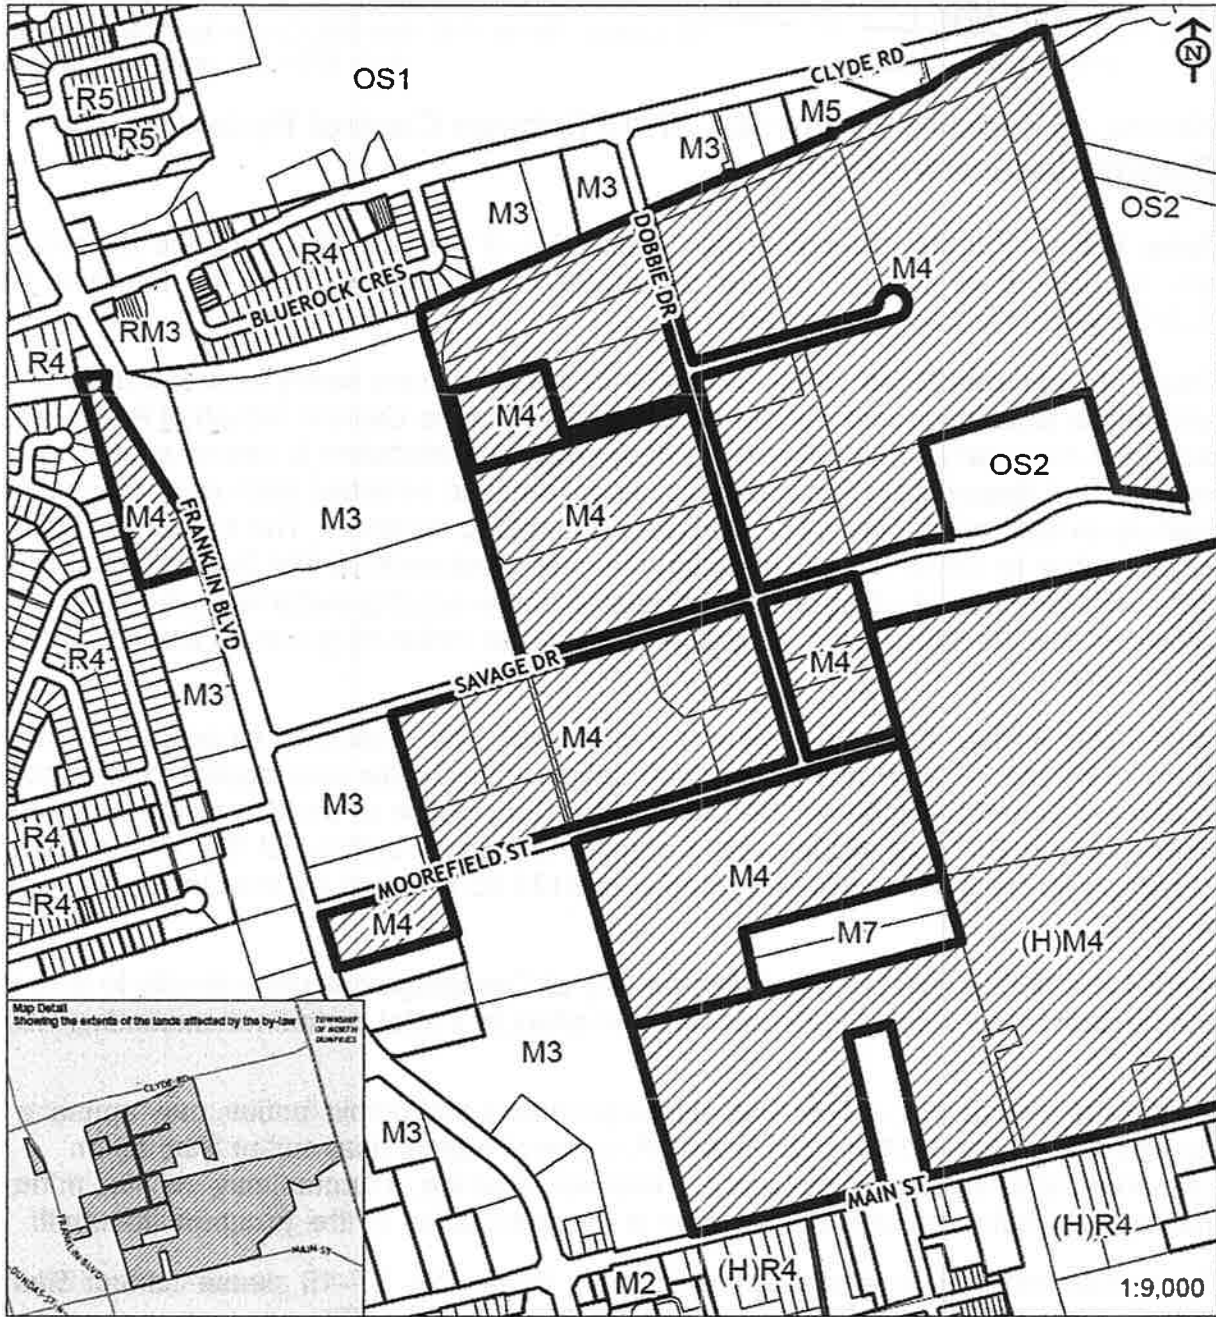 OS1
CLYDE RD
N
R5
R5
M5
M3
M3
M3
OS2
R4
DOBBIE DR
BLUEROCK CRES
M4
RM3
R4
M4
OS2
M4
M3
M4
FRANKLIN BLVD
R4
SAVAGE DR
M4
M3
M4
M3
R4
MOOREFIELD ST
M4
R4
M4
M7
(H)M4
Map Detail
Showing the extents of the lands affected by the by-law
TOWNSHIP
OF NORTH
DUMFRIES
CLYDE RD
FRANKLIN BLVD
MAIN ST
DUNDAS ST N
M3
M3
MAIN ST
(H)R4
(H)R4
M2
1:9,000